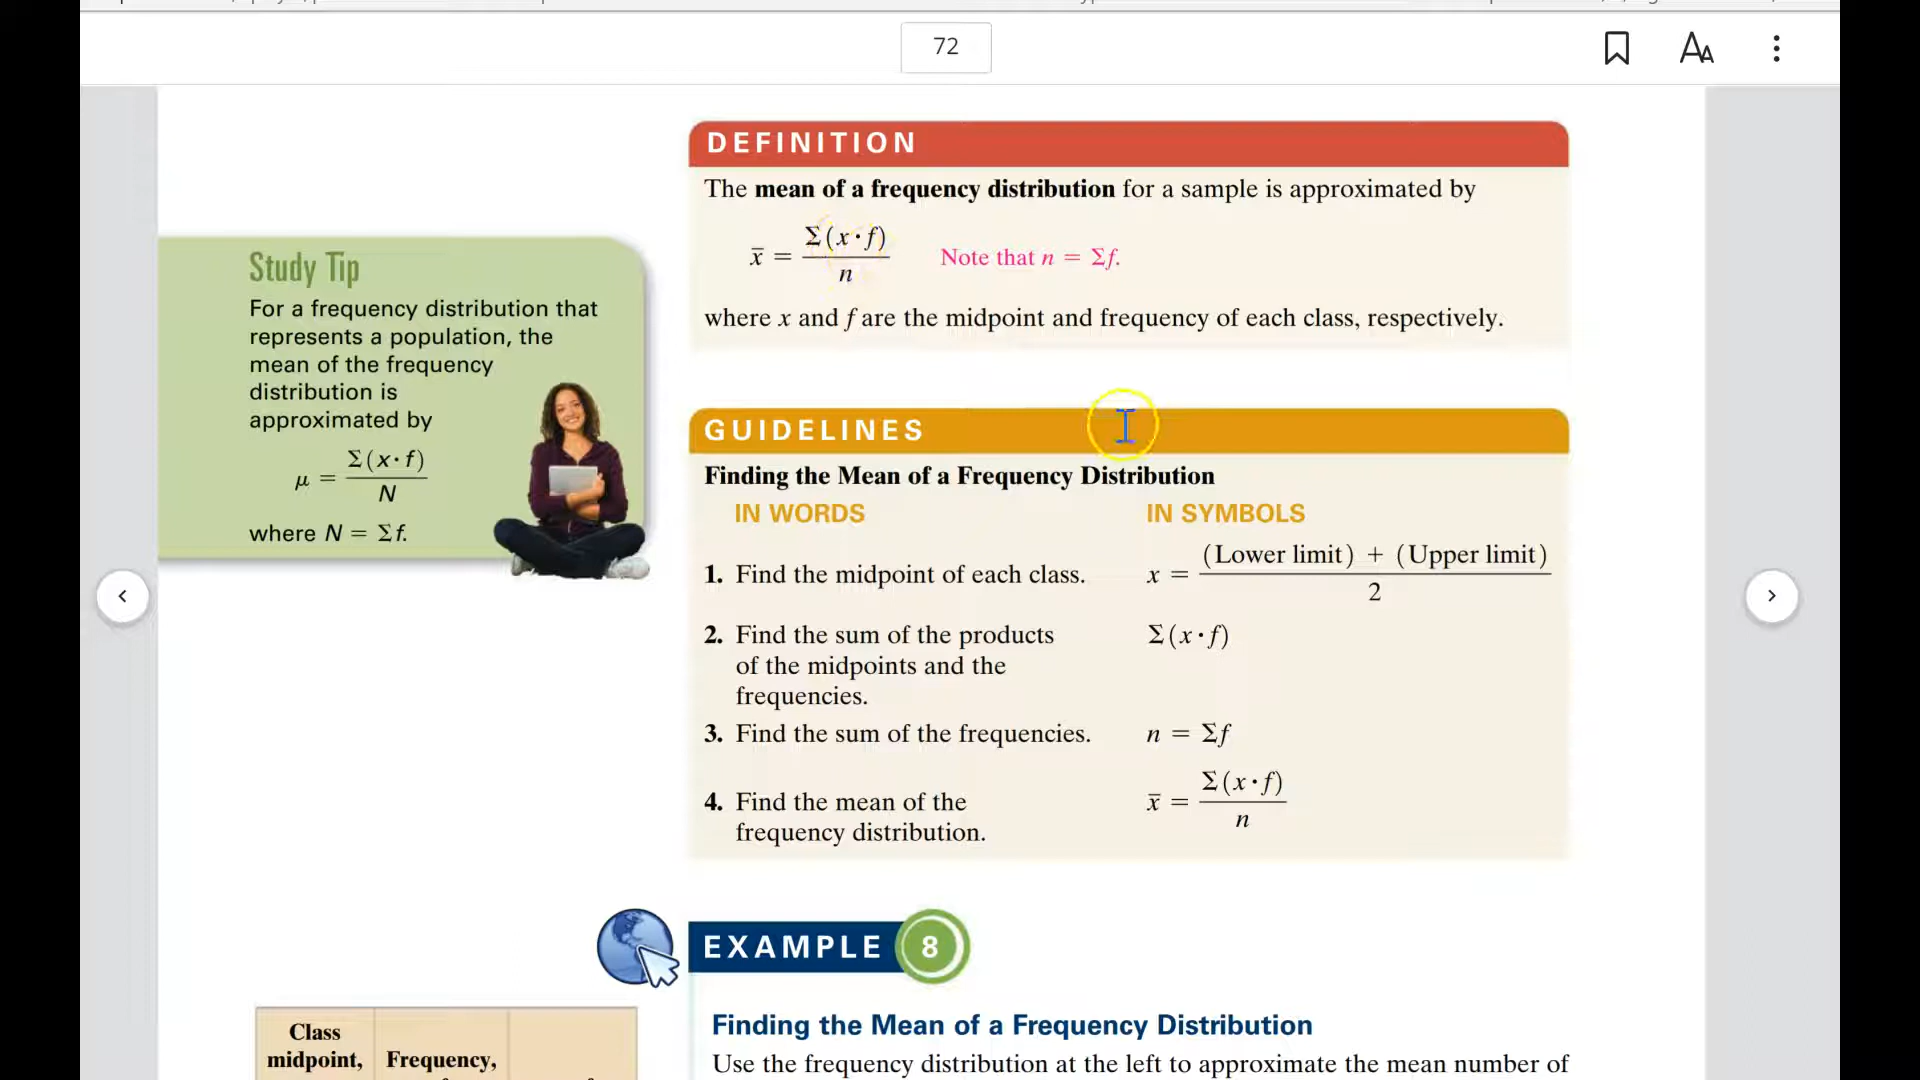 72
DEFINITION
The mean of a frequency distribution for a sample is approximated by
x̄ = Σ(x · f) / n   Note that n = Σf.
where x and f are the midpoint and frequency of each class, respectively.
Study Tip
For a frequency distribution that
represents a population, the
mean of the frequency
distribution is
approximated by
μ = Σ(x · f) / N
where N = Σf.
GUIDELINES
Finding the Mean of a Frequency Distribution
IN WORDS   IN SYMBOLS
1. Find the midpoint of each class.   x = (Lower limit) + (Upper limit) / 2
2. Find the sum of the products   Σ(x · f)
of the midpoints and the
frequencies.
3. Find the sum of the frequencies.   n = Σf
4. Find the mean of the   x̄ = Σ(x · f) / n
frequency distribution.
EXAMPLE 8
Finding the Mean of a Frequency Distribution
Use the frequency distribution at the left to approximate the mean number of
Class
midpoint, Frequency,